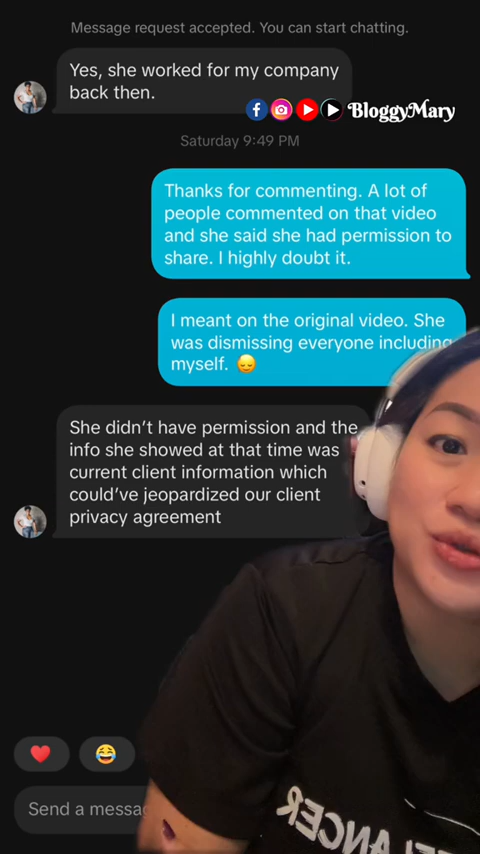 Message request accepted. You can start chatting.
Yes, she worked for my company
back then.
BloggyMary
Saturday 9:49 PM
Thanks for commenting. A lot of
people commented on that video
and she said she had permission to
share. I highly doubt it.
I meant on the original video. She
was dismissing everyone including
myself. 😔
She didn't have permission and the
info she showed at that time was
current client information which
could've jeopardized our client
privacy agreement
❤️ 😂
Send a messa